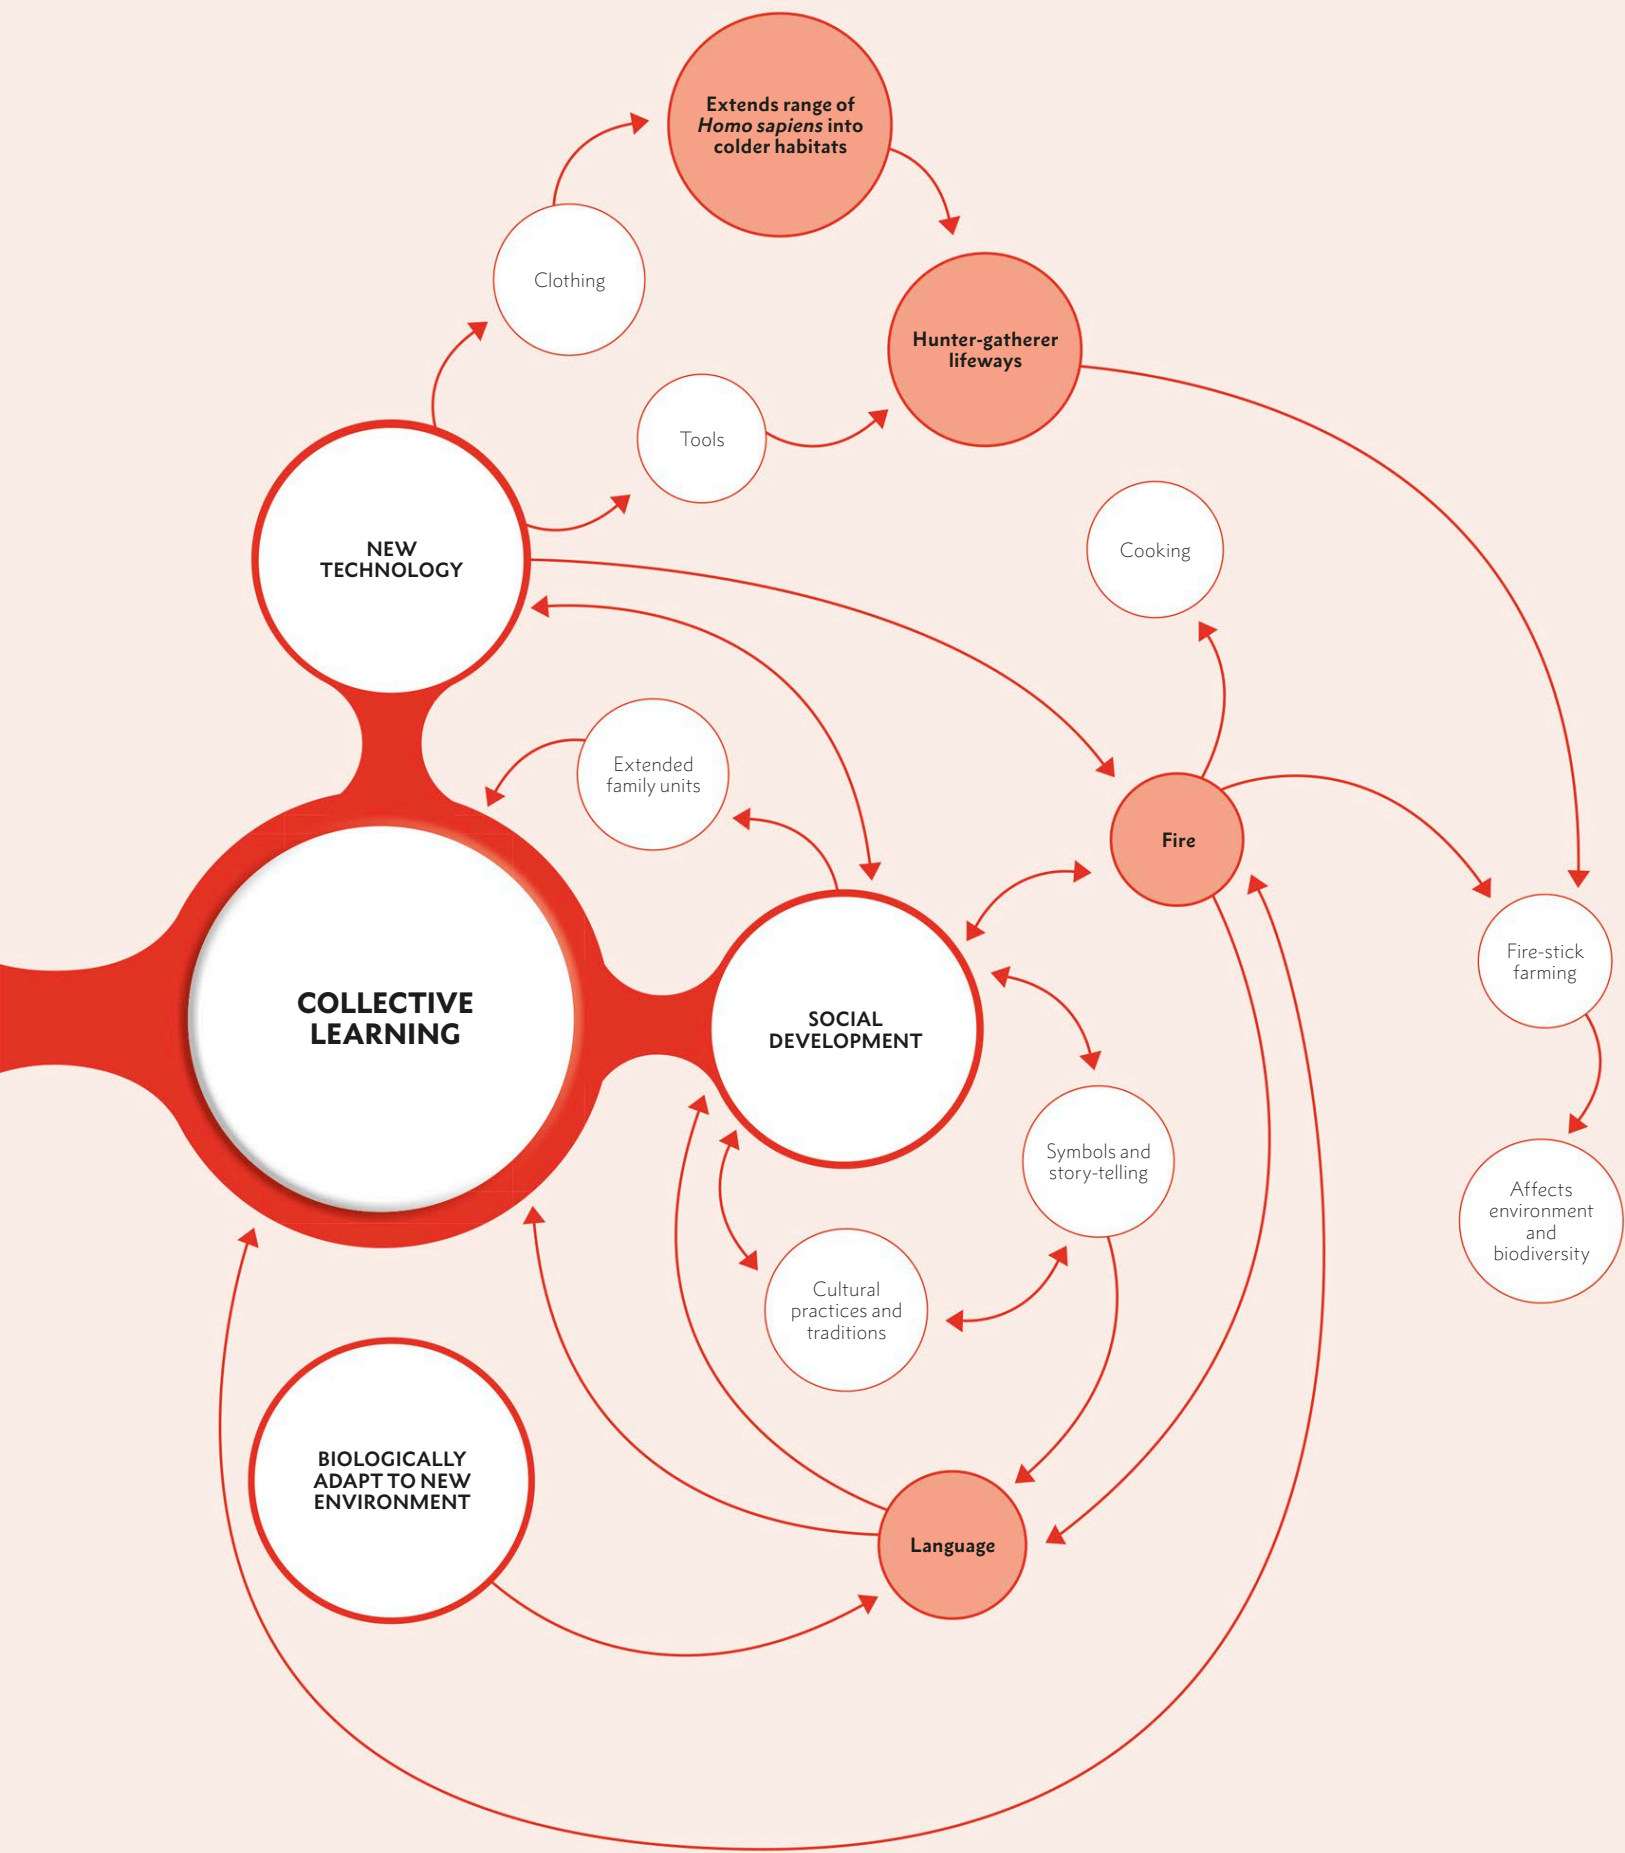 Extends range of
Homo sapiens into
colder habitats
Clothing
Hunter-gatherer
lifeways
Tools
Cooking
NEW
TECHNOLOGY
Extended
family units
Fire
Fire-stick
farming
COLLECTIVE
LEARNING
SOCIAL
DEVELOPMENT
Symbols and
story-telling
Affects
environment
and
biodiversity
Cultural
practices and
traditions
BIOLOGICALLY
ADAPT TO NEW
ENVIRONMENT
Language